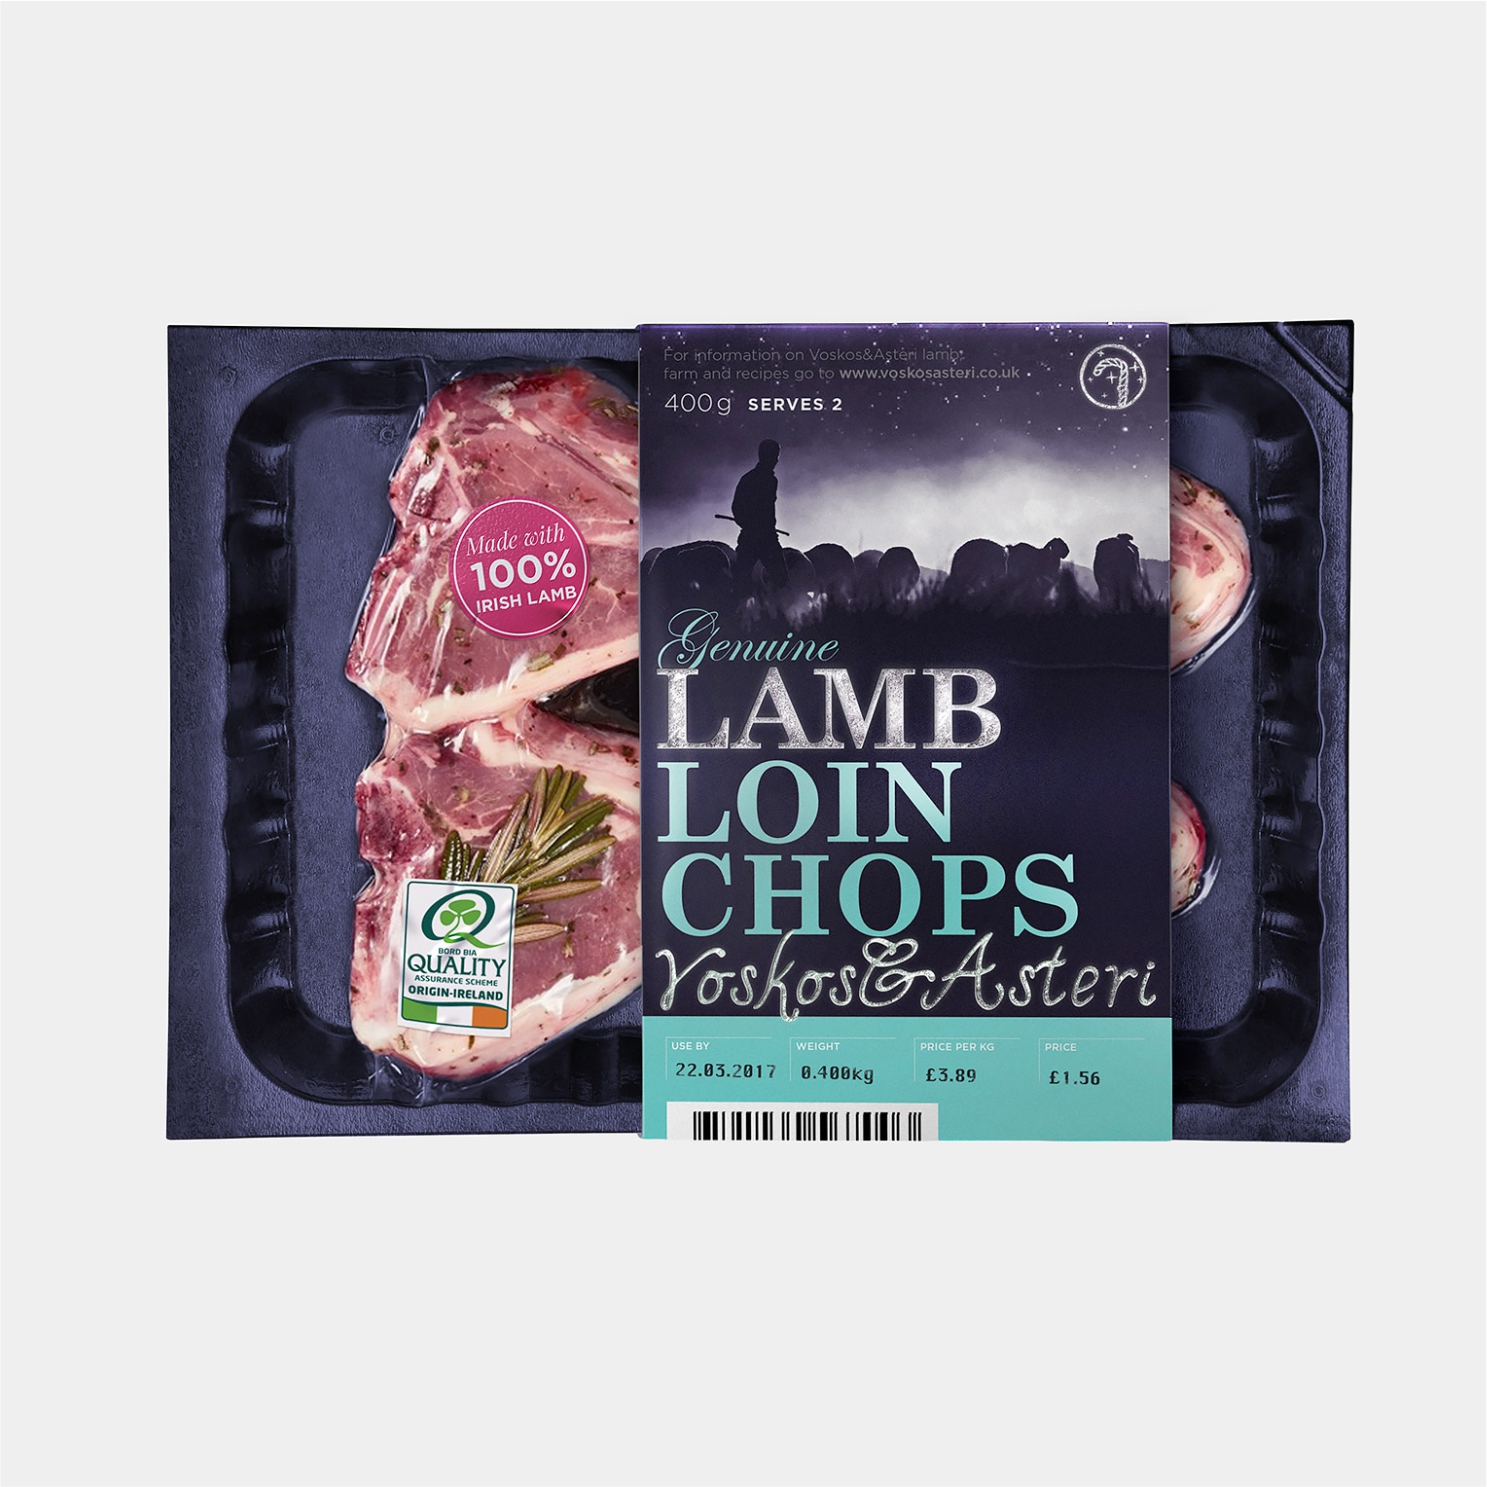 For information on Voskos&Asteri lamb,
farm and recipes go to www.voskosasteri.co.uk
400g SERVES 2
Made with
100%
IRISH LAMB
Genuine
LAMB
LOIN
CHOPS
Voskos&Asteri
BORD BIA
QUALITY
ASSURANCE SCHEME
ORIGIN-IRELAND
USE BY WEIGHT PRICE PER KG PRICE
22.03.2017 0.400kg £3.89 £1.56